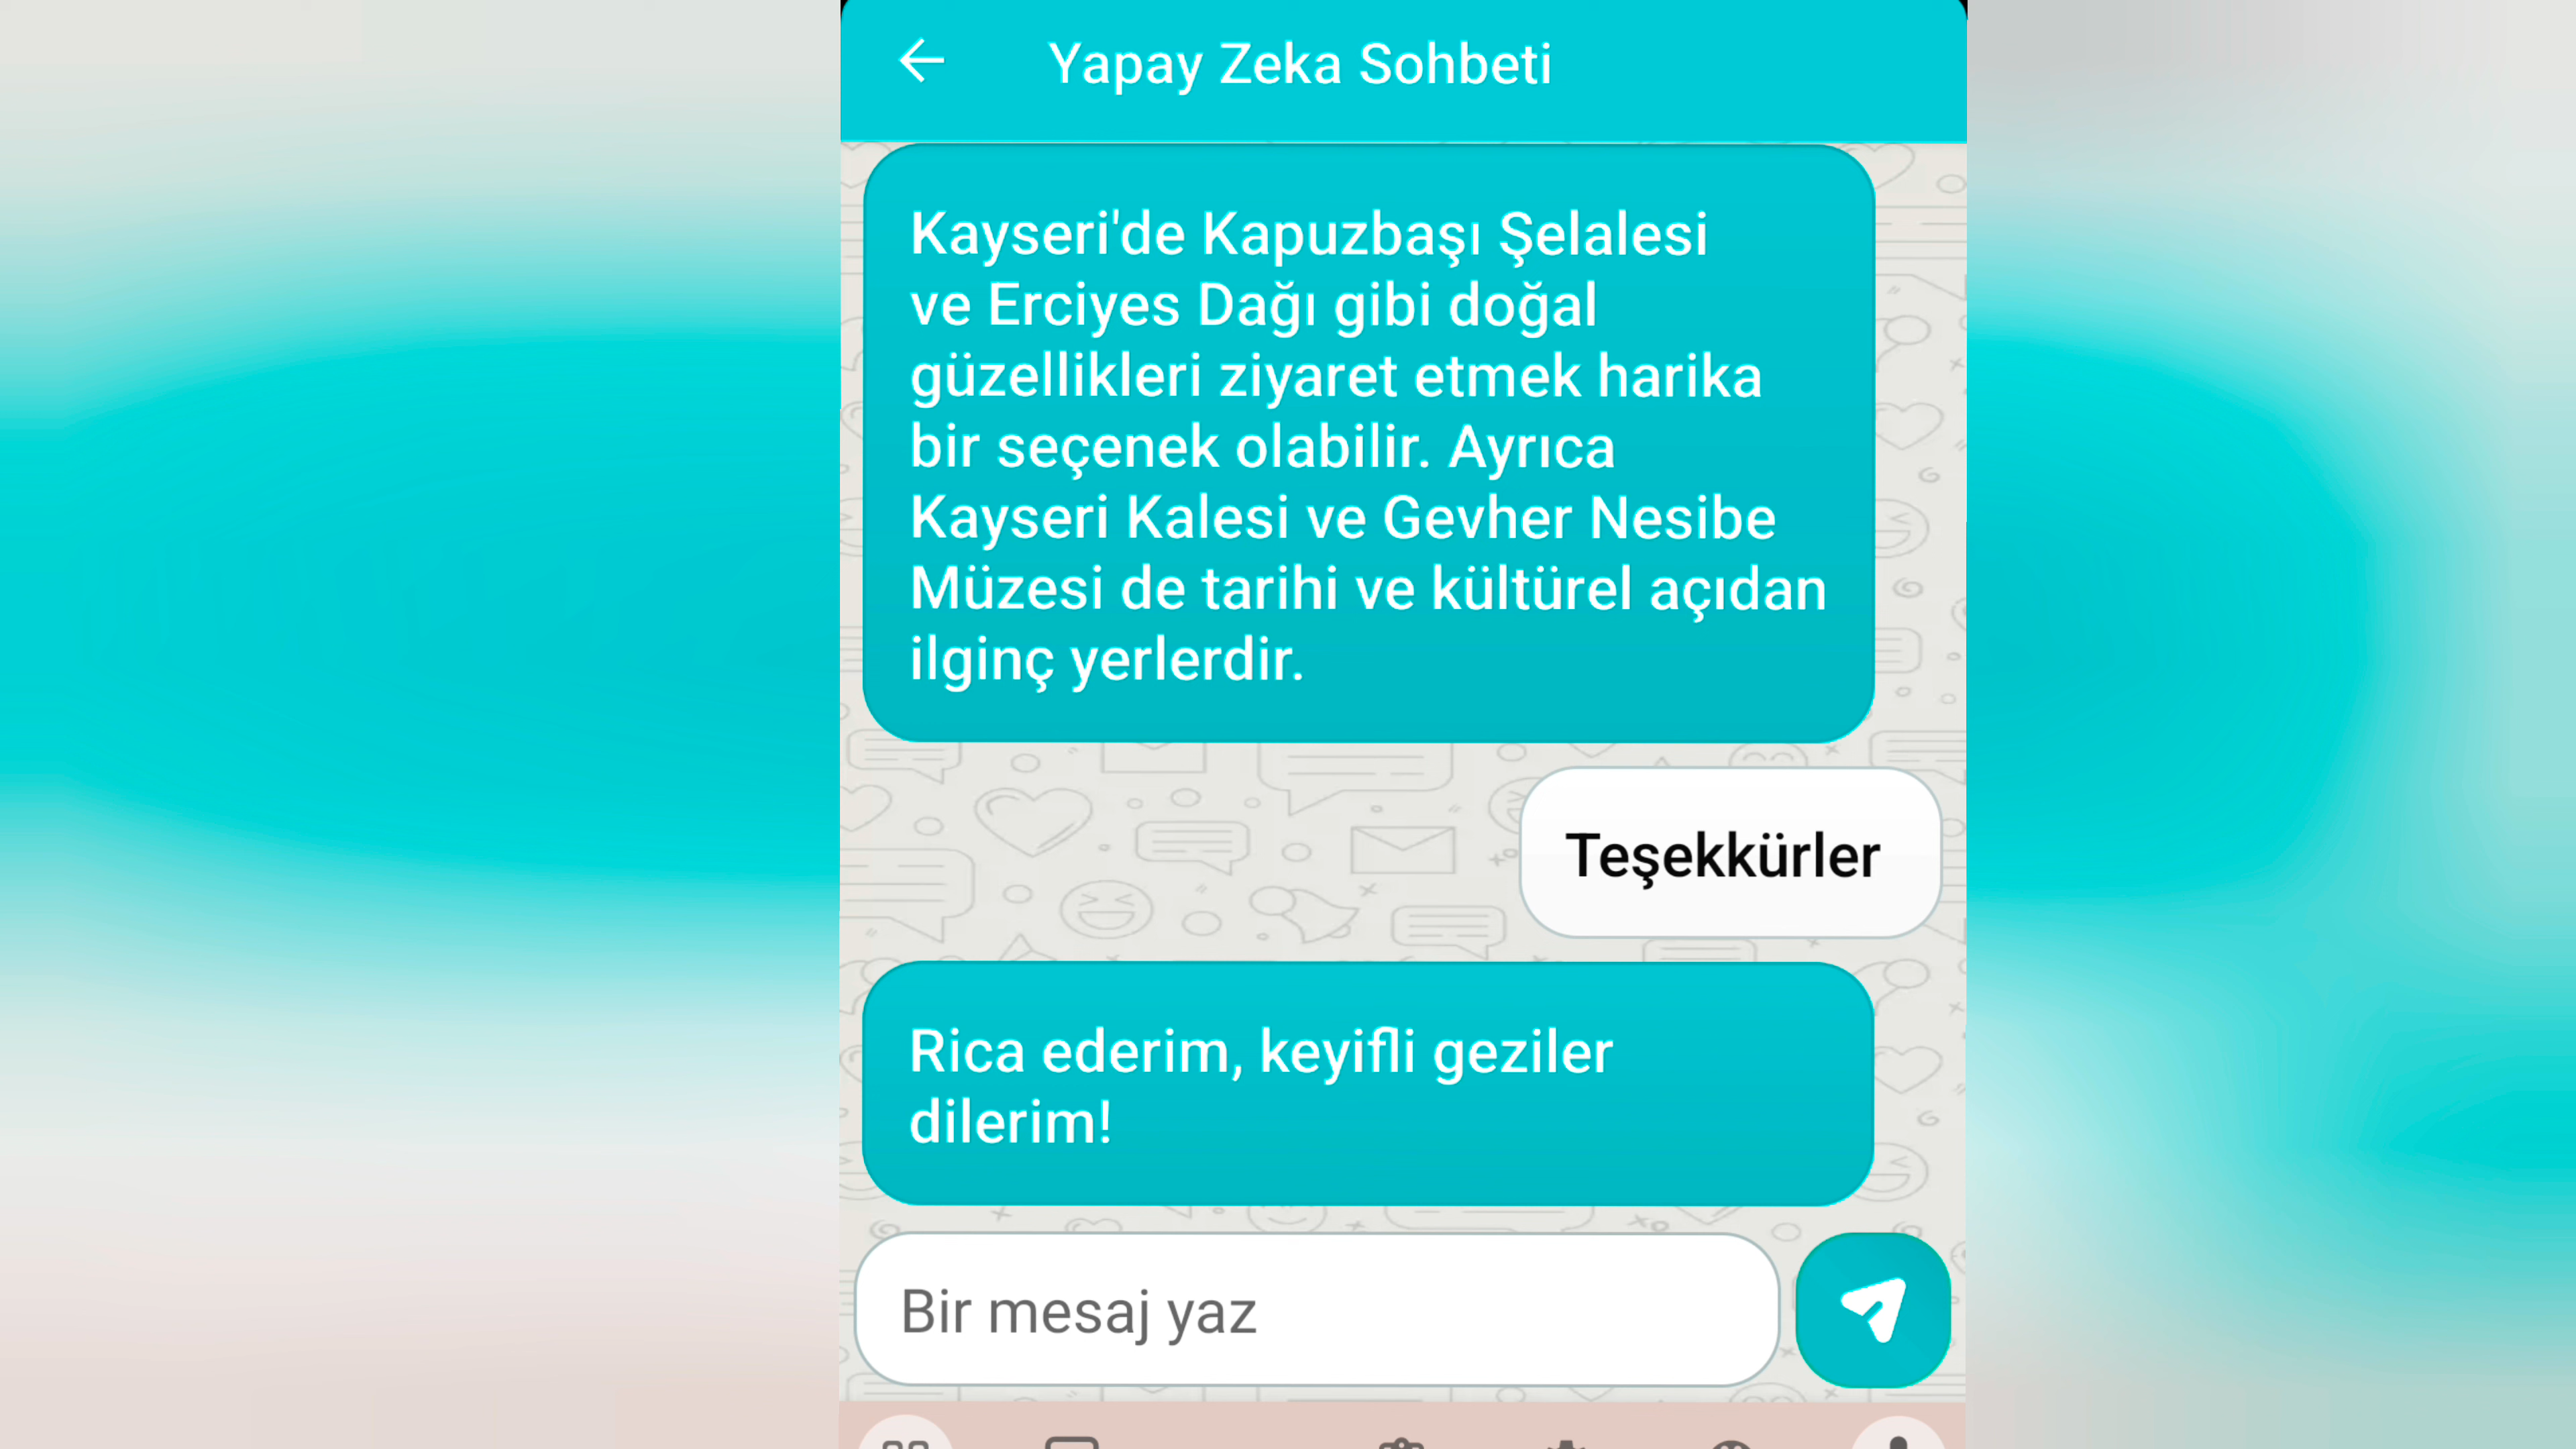 Yapay Zeka Sohbeti
Kayseri'de Kapuzbaşı Şelalesi
ve Erciyes Dağı gibi doğal
güzellikleri ziyaret etmek harika
bir seçenek olabilir. Ayrıca
Kayseri Kalesi ve Gevher Nesibe
Müzesi de tarihi ve kültürel açıdan
ilginç yerlerdir.
Teşekkürler
Rica ederim, keyifli geziler
dilerim!
Bir mesaj yaz